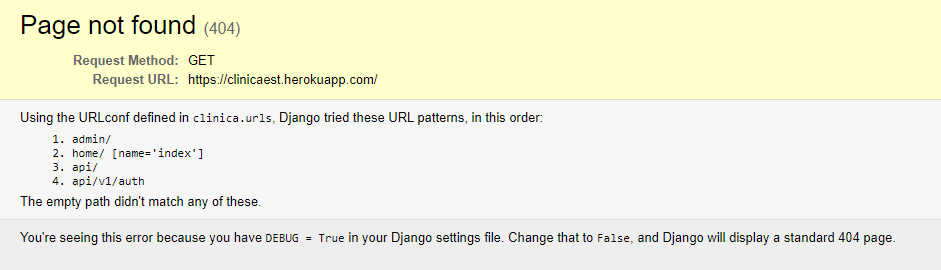 Page not found (404)
Request Method: GET
Request URL: https://clinicaest.herokuapp.com/
Using the URLconf defined in clinica.urls, Django tried these URL patterns, in this order:
1. admin/
2. home/ [name='index']
3. api/
4. api/v1/auth
The empty path didn't match any of these.
You're seeing this error because you have DEBUG = True in your Django settings file. Change that to False, and Django will display a standard 404 page.